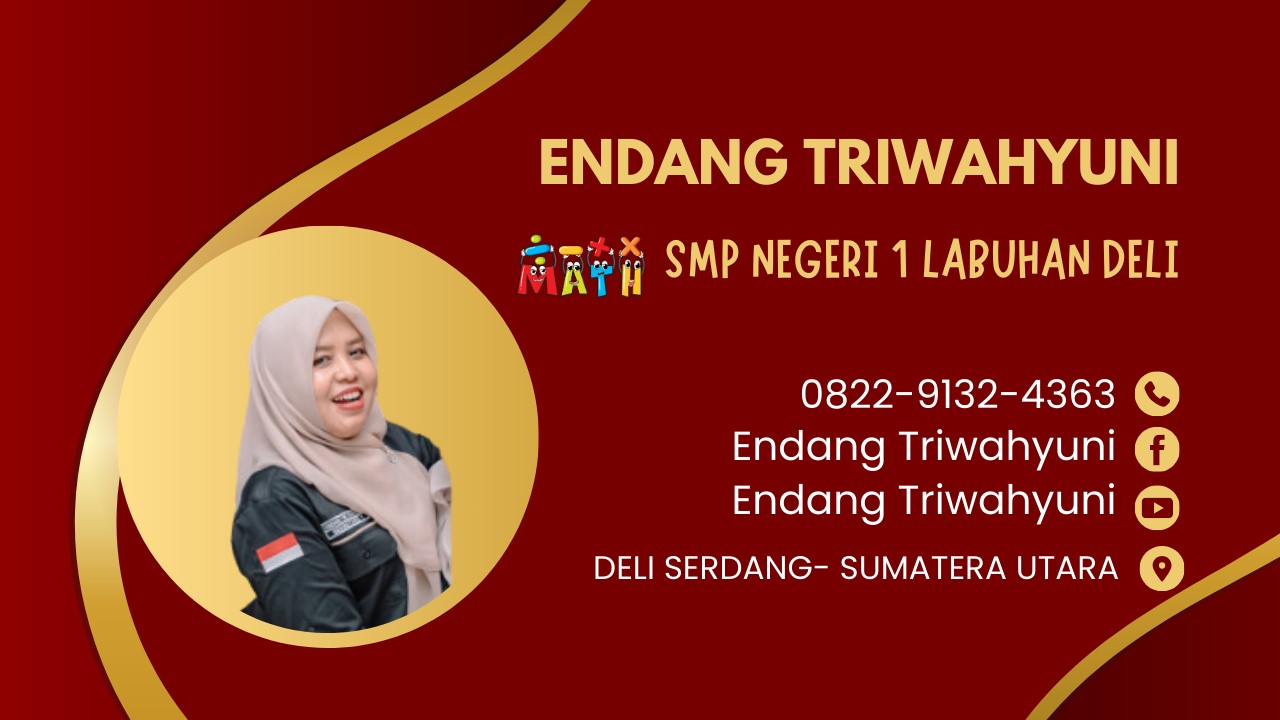 ENDANG TRIWAHYUNI
MATH SMP NEGERI 1 LABUHAN DELI
0822-9132-4363
Endang Triwahyuni
Endang Triwahyuni
DELI SERDANG- SUMATERA UTARA